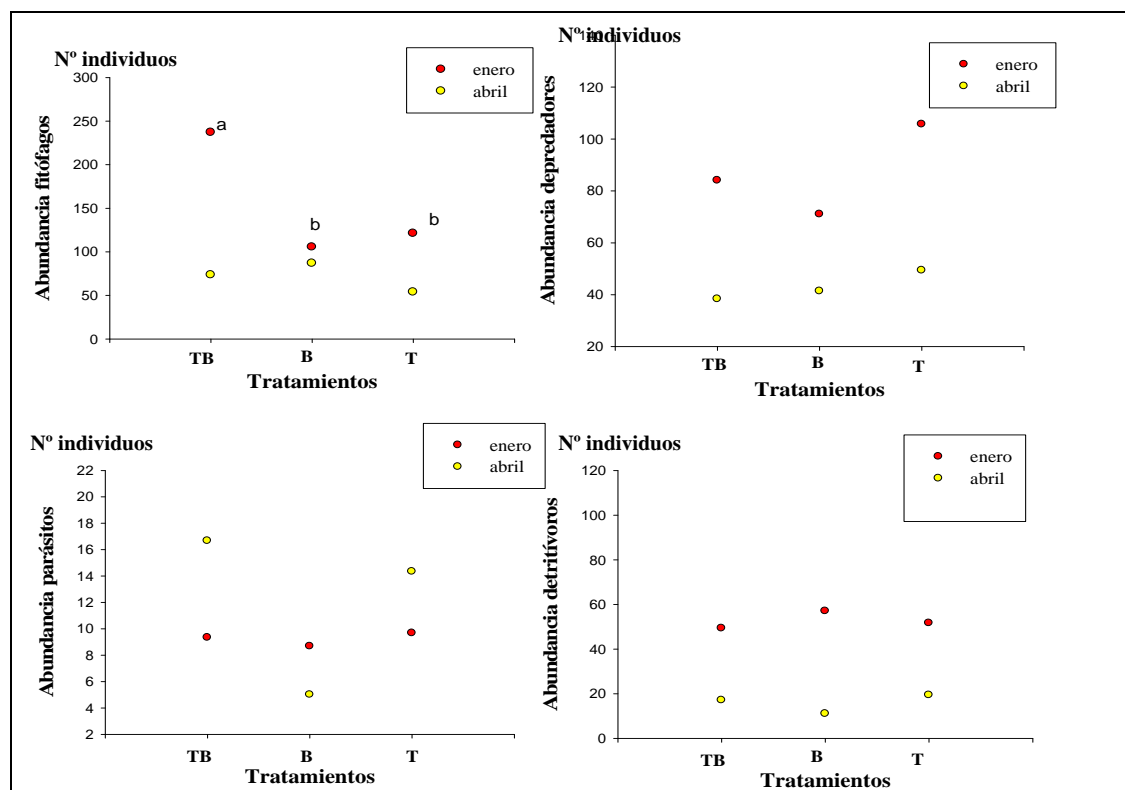 Nº individuos
enero
abril
Abundancia fitófagos
300
250
200
150
100
50
0
a
b
b
TB
B
T
Tratamientos
Nº individuos
enero
abril
Abundancia depredadores
140
120
100
80
60
40
20
TB
B
T
Tratamientos
Nº individuos
enero
abril
Abundancia parásitos
22
20
18
16
14
12
10
8
6
4
2
TB
B
T
Tratamientos
Nº individuos
enero
abril
Abundancia detritívoros
120
100
80
60
40
20
0
TB
B
T
Tratamientos